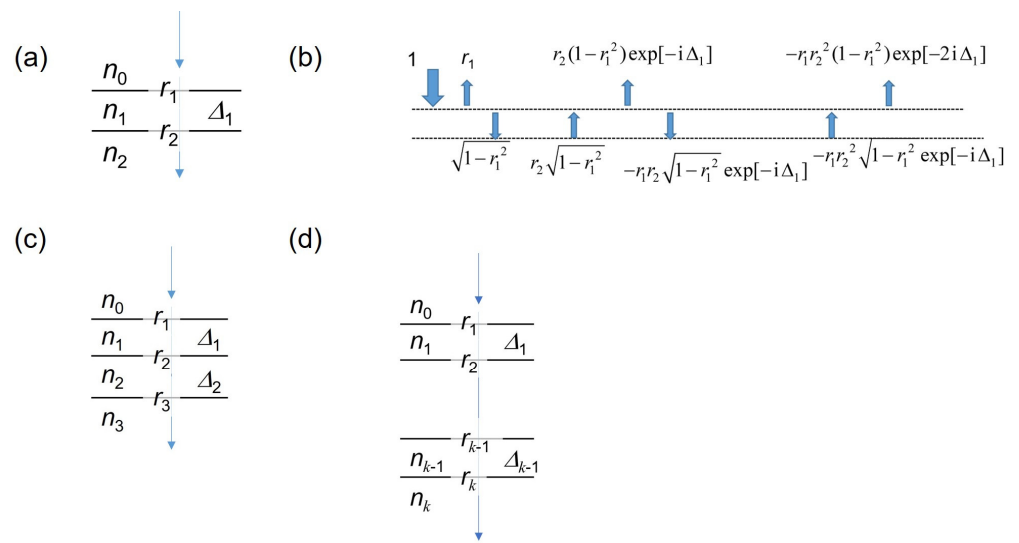 (a)
n₀
r₁
n₁
Δ₁
r₂
n₂
(b)
1
r₁
r₂(1−r₁²)exp[−iΔ₁]
−r₁r₂²(1−r₁²)exp[−2iΔ₁]
√(1−r₁²)
r₂√(1−r₁²)
−r₁r₂√(1−r₁²) exp[−iΔ₁]
−r₁r₂²√(1−r₁²) exp[−iΔ₁]
(c)
n₀
r₁
n₁
Δ₁
r₂
n₂
Δ₂
r₃
n₃
(d)
n₀
r₁
n₁
Δ₁
r₂
rₖ₋₁
nₖ₋₁
Δₖ₋₁
rₖ
nₖ